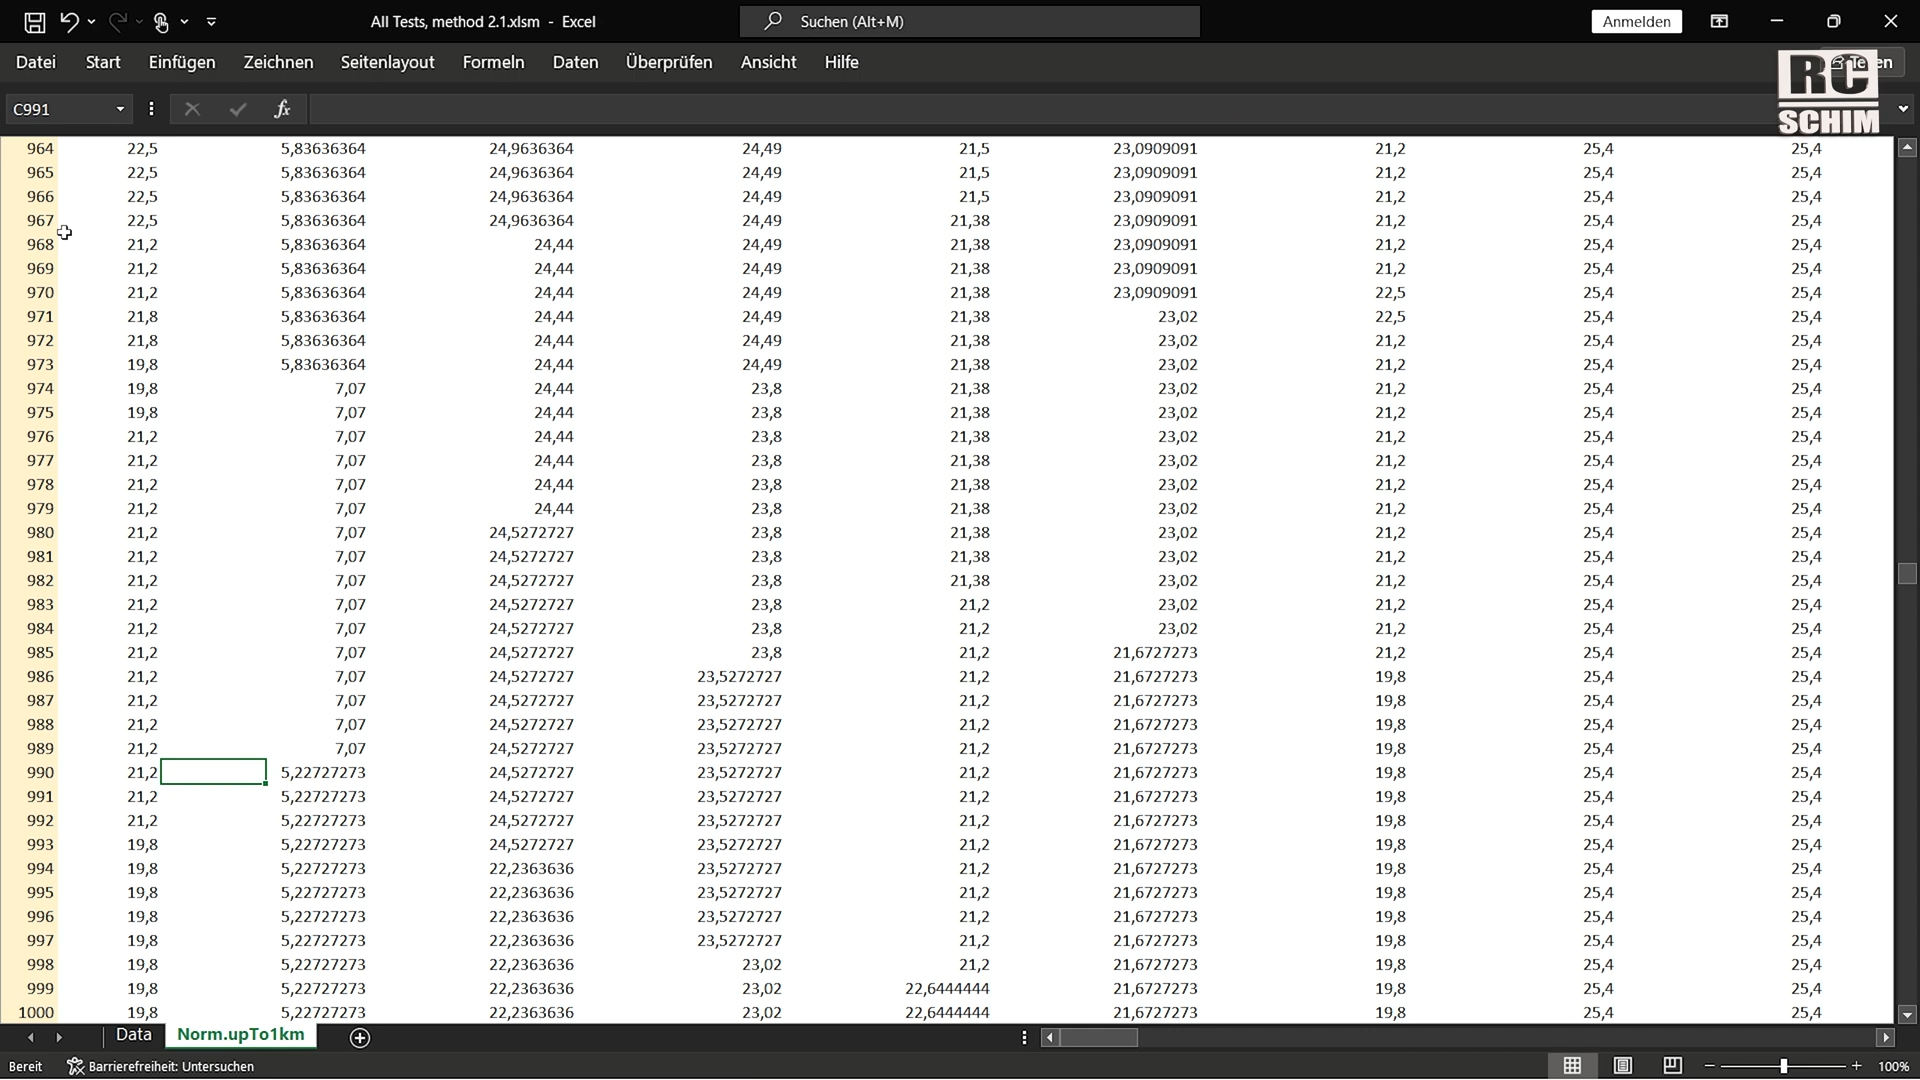 All Tests, method 2.1.xlsm - Excel
Suchen (Alt+M)
Anmelden
Datei Start Einfügen Zeichnen Seitenlayout Formeln Daten Überprüfen Ansicht Hilfe
RC
SCHIM
C991
fx
964 22,5 5,83636364 24,9636364 24,49 21,5 23,0909091 21,2 25,4 25,4
965 22,5 5,83636364 24,9636364 24,49 21,5 23,0909091 21,2 25,4 25,4
966 22,5 5,83636364 24,9636364 24,49 21,5 23,0909091 21,2 25,4 25,4
967 22,5 5,83636364 24,9636364 24,49 21,38 23,0909091 21,2 25,4 25,4
968 21,2 5,83636364 24,44 24,49 21,38 23,0909091 21,2 25,4 25,4
969 21,2 5,83636364 24,44 24,49 21,38 23,0909091 21,2 25,4 25,4
970 21,2 5,83636364 24,44 24,49 21,38 23,0909091 22,5 25,4 25,4
971 21,8 5,83636364 24,44 24,49 21,38 23,02 22,5 25,4 25,4
972 21,8 5,83636364 24,44 24,49 21,38 23,02 21,2 25,4 25,4
973 19,8 5,83636364 24,44 24,49 21,38 23,02 21,2 25,4 25,4
974 19,8 7,07 24,44 23,8 21,38 23,02 21,2 25,4 25,4
975 19,8 7,07 24,44 23,8 21,38 23,02 21,2 25,4 25,4
976 21,2 7,07 24,44 23,8 21,38 23,02 21,2 25,4 25,4
977 21,2 7,07 24,44 23,8 21,38 23,02 21,2 25,4 25,4
978 21,2 7,07 24,44 23,8 21,38 23,02 21,2 25,4 25,4
979 21,2 7,07 24,44 23,8 21,38 23,02 21,2 25,4 25,4
980 21,2 7,07 24,5272727 23,8 21,38 23,02 21,2 25,4 25,4
981 21,2 7,07 24,5272727 23,8 21,38 23,02 21,2 25,4 25,4
982 21,2 7,07 24,5272727 23,8 21,38 23,02 21,2 25,4 25,4
983 21,2 7,07 24,5272727 23,8 21,2 23,02 21,2 25,4 25,4
984 21,2 7,07 24,5272727 23,8 21,2 23,02 21,2 25,4 25,4
985 21,2 7,07 24,5272727 23,8 21,2 21,6727273 21,2 25,4 25,4
986 21,2 7,07 24,5272727 23,5272727 21,2 21,6727273 19,8 25,4 25,4
987 21,2 7,07 24,5272727 23,5272727 21,2 21,6727273 19,8 25,4 25,4
988 21,2 7,07 24,5272727 23,5272727 21,2 21,6727273 19,8 25,4 25,4
989 21,2 7,07 24,5272727 23,5272727 21,2 21,6727273 19,8 25,4 25,4
990 21,2 5,22727273 24,5272727 23,5272727 21,2 21,6727273 19,8 25,4 25,4
991 21,2 5,22727273 24,5272727 23,5272727 21,2 21,6727273 19,8 25,4 25,4
992 21,2 5,22727273 24,5272727 23,5272727 21,2 21,6727273 19,8 25,4 25,4
993 19,8 5,22727273 24,5272727 23,5272727 21,2 21,6727273 19,8 25,4 25,4
994 19,8 5,22727273 22,2363636 23,5272727 21,2 21,6727273 19,8 25,4 25,4
995 19,8 5,22727273 22,2363636 23,5272727 21,2 21,6727273 19,8 25,4 25,4
996 19,8 5,22727273 22,2363636 23,5272727 21,2 21,6727273 19,8 25,4 25,4
997 19,8 5,22727273 22,2363636 23,5272727 21,2 21,6727273 19,8 25,4 25,4
998 19,8 5,22727273 22,2363636 23,02 21,2 21,6727273 19,8 25,4 25,4
999 19,8 5,22727273 22,2363636 23,02 22,6444444 21,6727273 19,8 25,4 25,4
1000 19,8 5,22727273 22,2363636 23,02 22,6444444 21,6727273 19,8 25,4 25,4
Data Norm.upTo1km
Bereit Barrierefreiheit: Untersuchen 100%